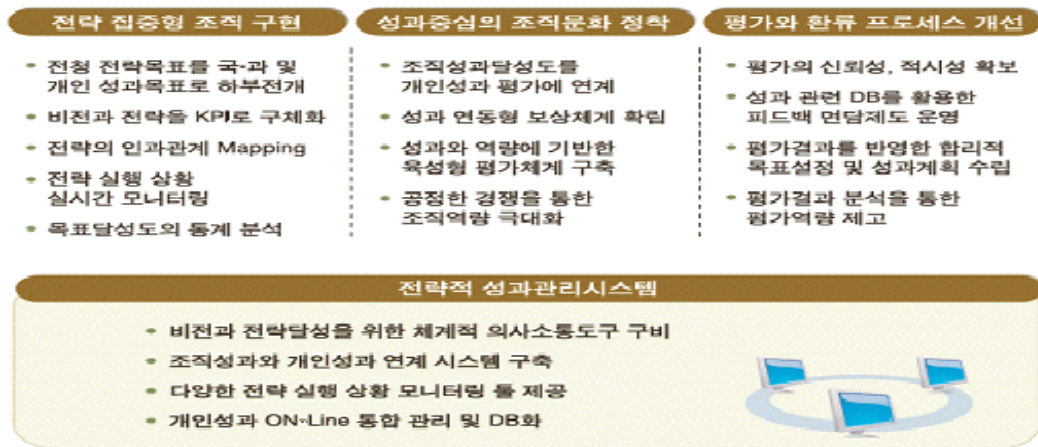 전략 집중형 조직 구현
전청 전략목표를 국-과 및
개인 성과목표로 하부전개
비전과 전략을 KPI로 구체화
전략의 인과관계 Mapping
전략 실행 상황
실시간 모니터링
목표달성도의 통계 분석
성과중심의 조직문화 정착
조직성과달성도를
개인성과 평가에 연계
성과 연동형 보상체계 확립
성과와 역량에 기반한
육성형 평가체계 구축
공정한 경쟁을 통한
조직역량 극대화
평가와 환류 프로세스 개선
평가의 신뢰성, 적시성 확보
성과 관련 DB를 활용한
피드백 면담제도 운영
평가결과를 반영한 합리적
목표설정 및 성과계획 수립
평가결과 분석을 통한
평가역량 제고
전략적 성과관리시스템
비전과 전략달성을 위한 체계적 의사소통도구 구비
조직성과와 개인성과 연계 시스템 구축
다양한 전략 실행 상황 모니터링 툴 제공
개인성과 ON-Line 통합 관리 및 DB화